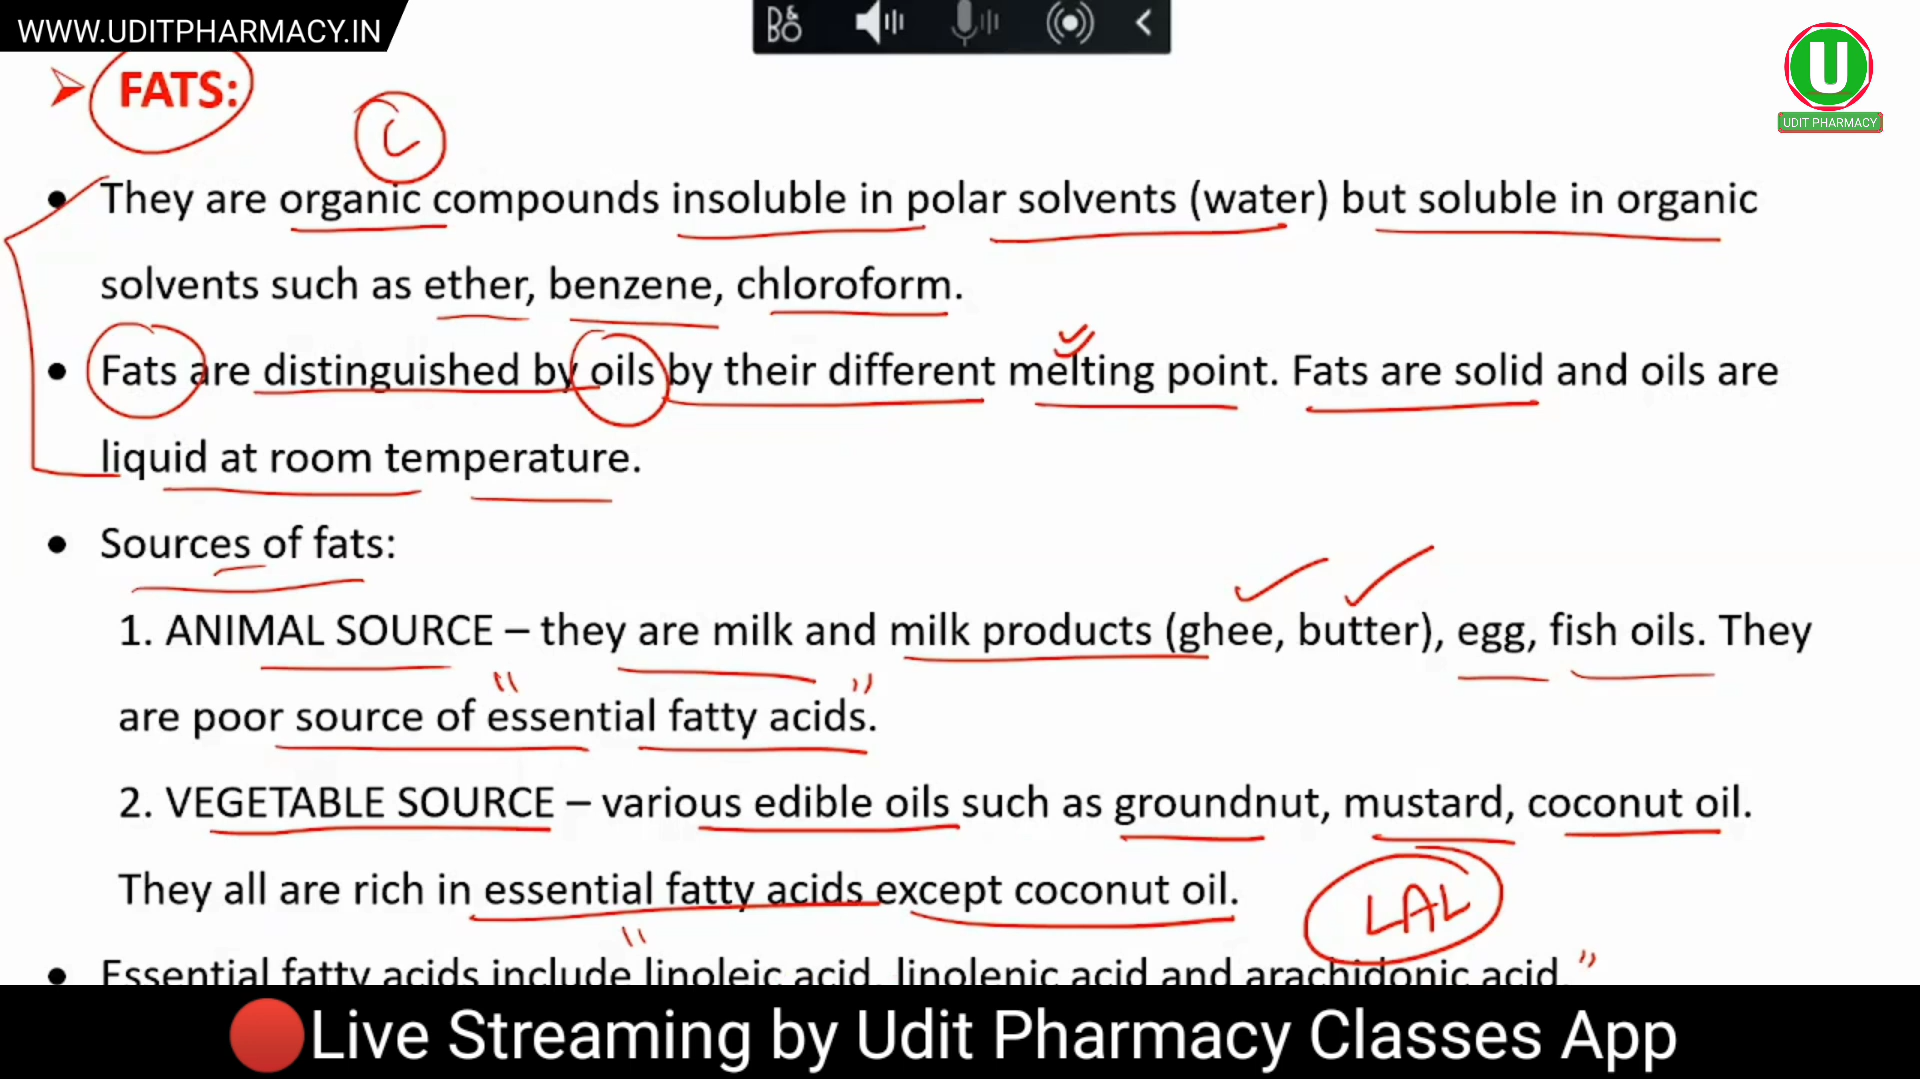 WWW.UDITPHARMACY.IN
U
UDIT PHARMACY
➢ FATS:
C
• They are organic compounds insoluble in polar solvents (water) but soluble in organic
solvents such as ether, benzene, chloroform.
• Fats are distinguished by oils by their different melting point. Fats are solid and oils are
liquid at room temperature.
• Sources of fats:
1. ANIMAL SOURCE – they are milk and milk products (ghee, butter), egg, fish oils. They
are poor source of "essential fatty acids".
2. VEGETABLE SOURCE – various edible oils such as groundnut, mustard, coconut oil.
They all are rich in essential fatty acids except coconut oil.
LAL
• Essential fatty acids include "linoleic acid, linolenic acid and arachidonic acid."
Live Streaming by Udit Pharmacy Classes App